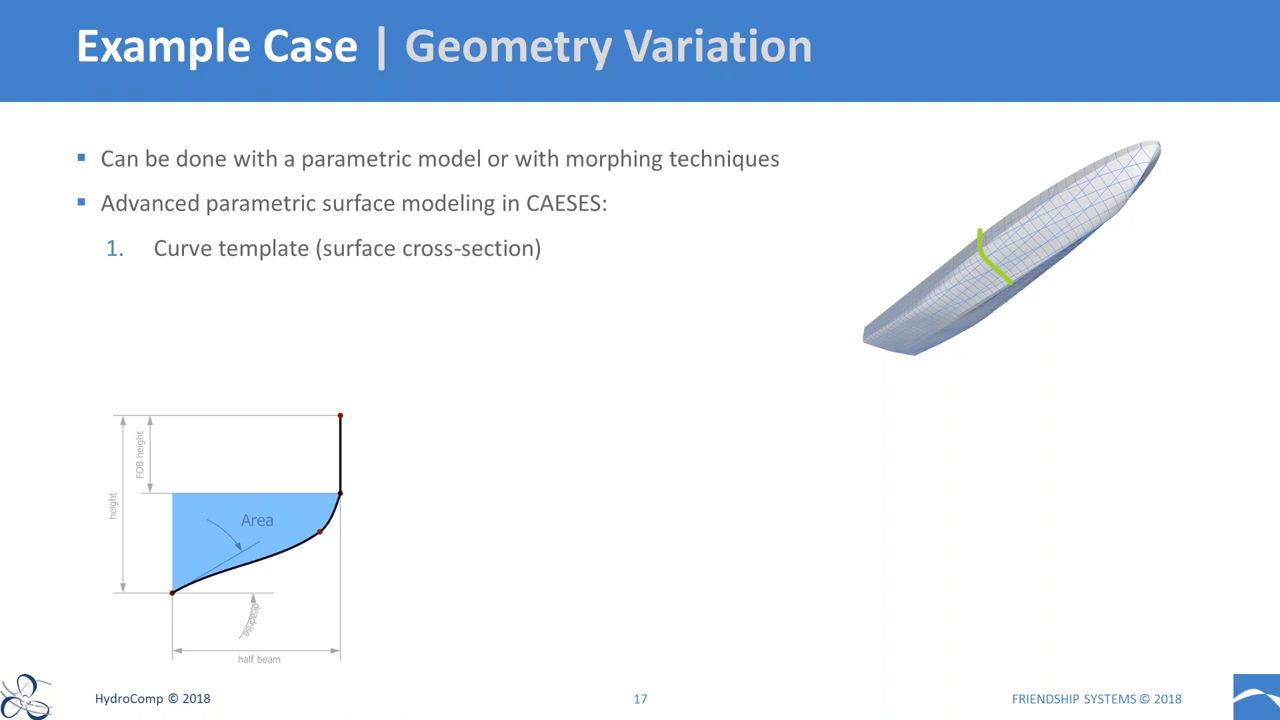 Example Case | Geometry Variation
Can be done with a parametric model or with morphing techniques
Advanced parametric surface modeling in CAESES:
1. Curve template (surface cross-section)
FOB height
height
Area
deadrise
half beam
HydroComp © 2018
17
FRIENDSHIP SYSTEMS © 2018